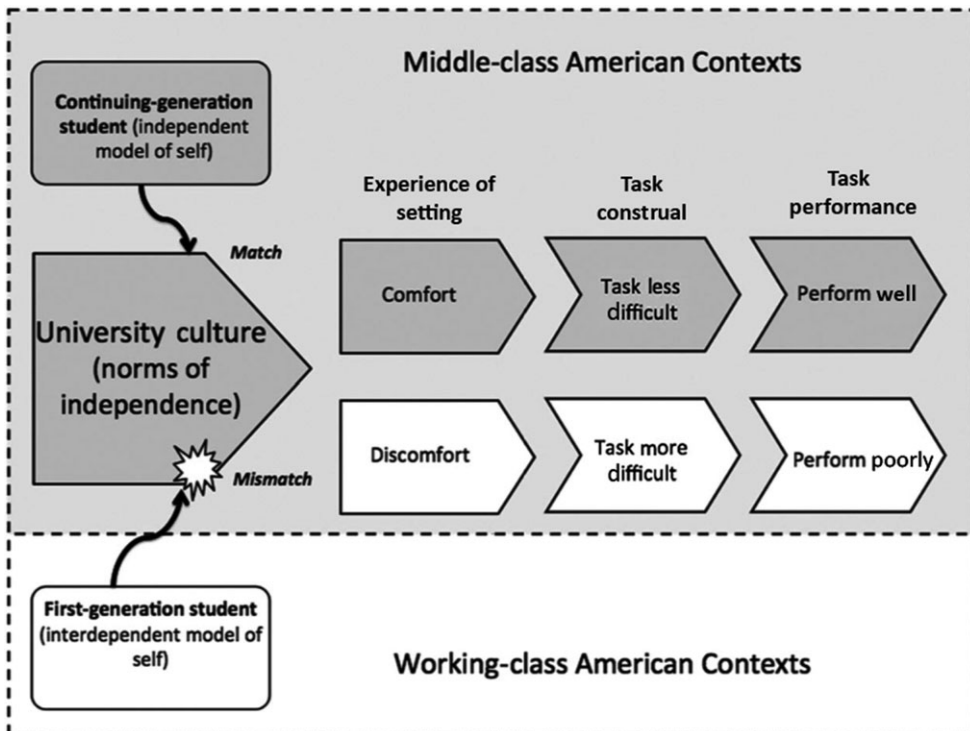 Middle-class American Contexts
Continuing-generation
student (independent
model of self)
Experience of
setting
Task
construal
Task
performance
Match
University culture
(norms of
independence)
Comfort
Task less
difficult
Perform well
Discomfort
Task more
difficult
Perform poorly
Mismatch
First-generation student
(interdependent model of
self)
Working-class American Contexts